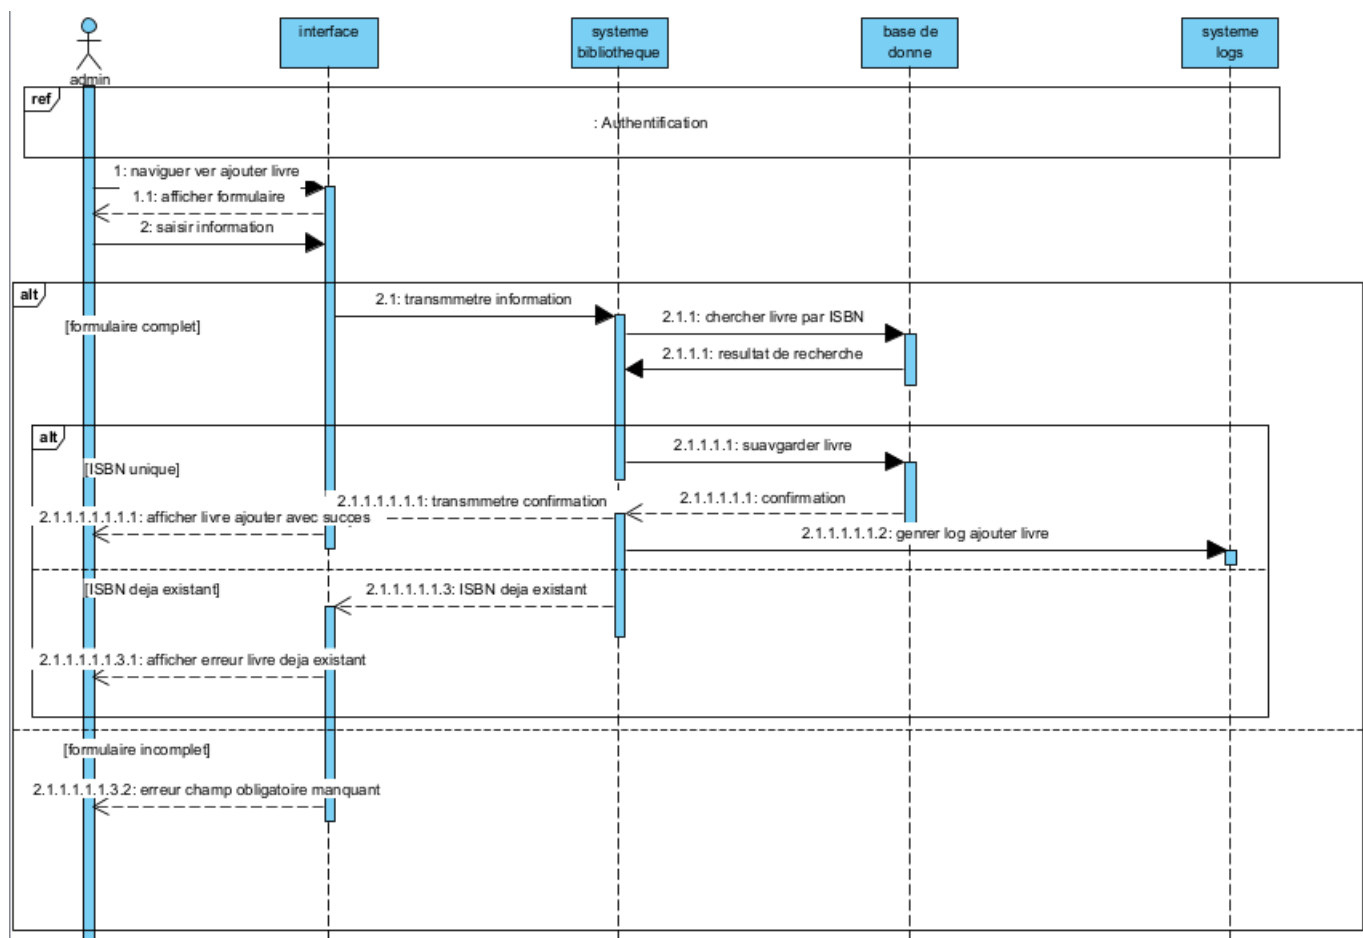 admin
interface
systeme
bibliotheque
base de
donne
systeme
logs
ref
: Authentification
1: naviguer ver ajouter livre
1.1: afficher formulaire
2: saisir information
alt
[formulaire complet]
2.1: transmmetre information
2.1.1: chercher livre par ISBN
2.1.1.1: resultat de recherche
alt
[ISBN unique]
2.1.1.1.1: suavgarder livre
2.1.1.1.1.1: confirmation
2.1.1.1.1.1.1: transmmetre confirmation
2.1.1.1.1.1.1.1: afficher livre ajouter avec succes
2.1.1.1.1.1.2: genrer log ajouter livre
[ISBN deja existant]
2.1.1.1.1.1.3: ISBN deja existant
2.1.1.1.1.1.3.1: afficher erreur livre deja existant
[formulaire incomplet]
2.1.1.1.1.1.3.2: erreur champ obligatoire manquant